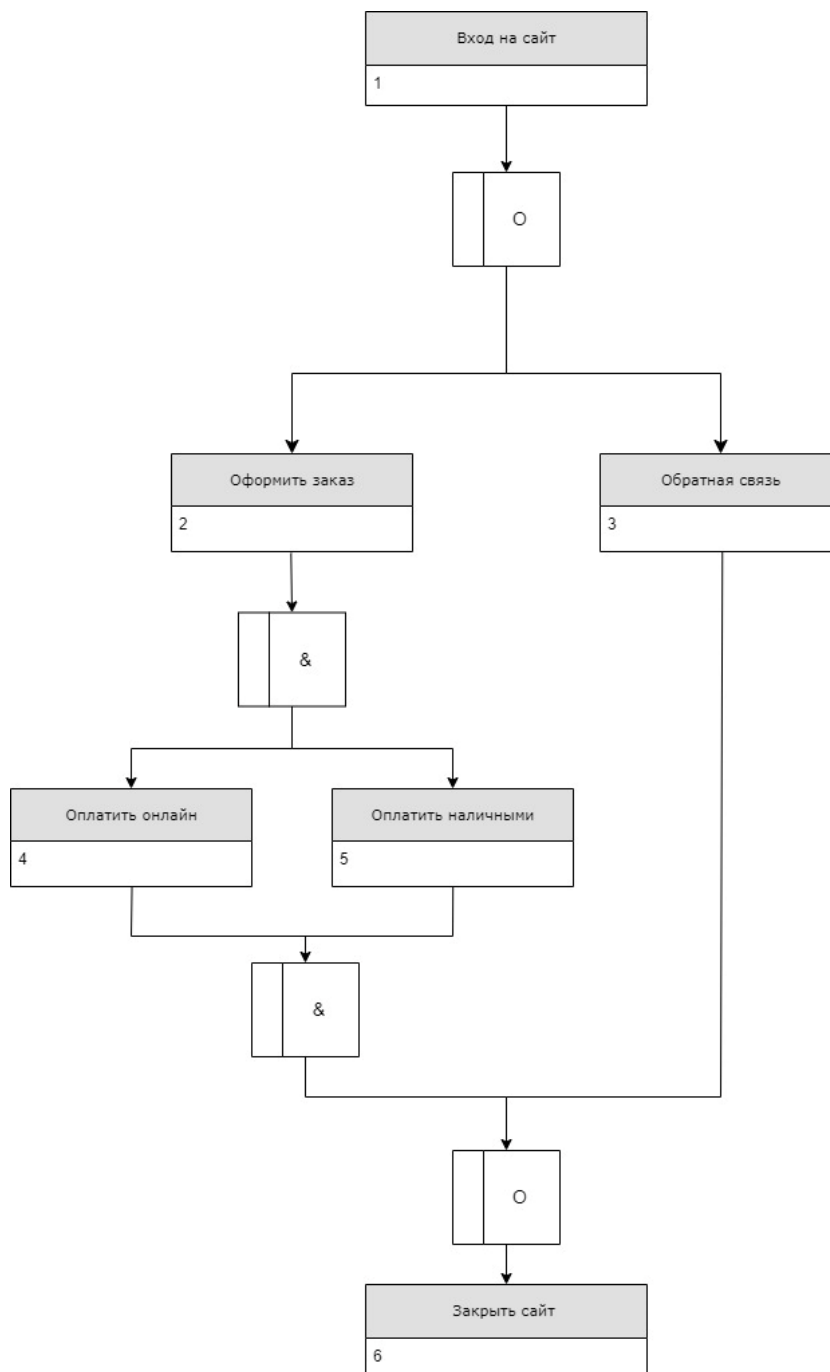 Вход на сайт
1
O
Оформить заказ
2
Обратная связь
3
&
Оплатить онлайн
4
Оплатить наличными
5
&
O
Закрыть сайт
6